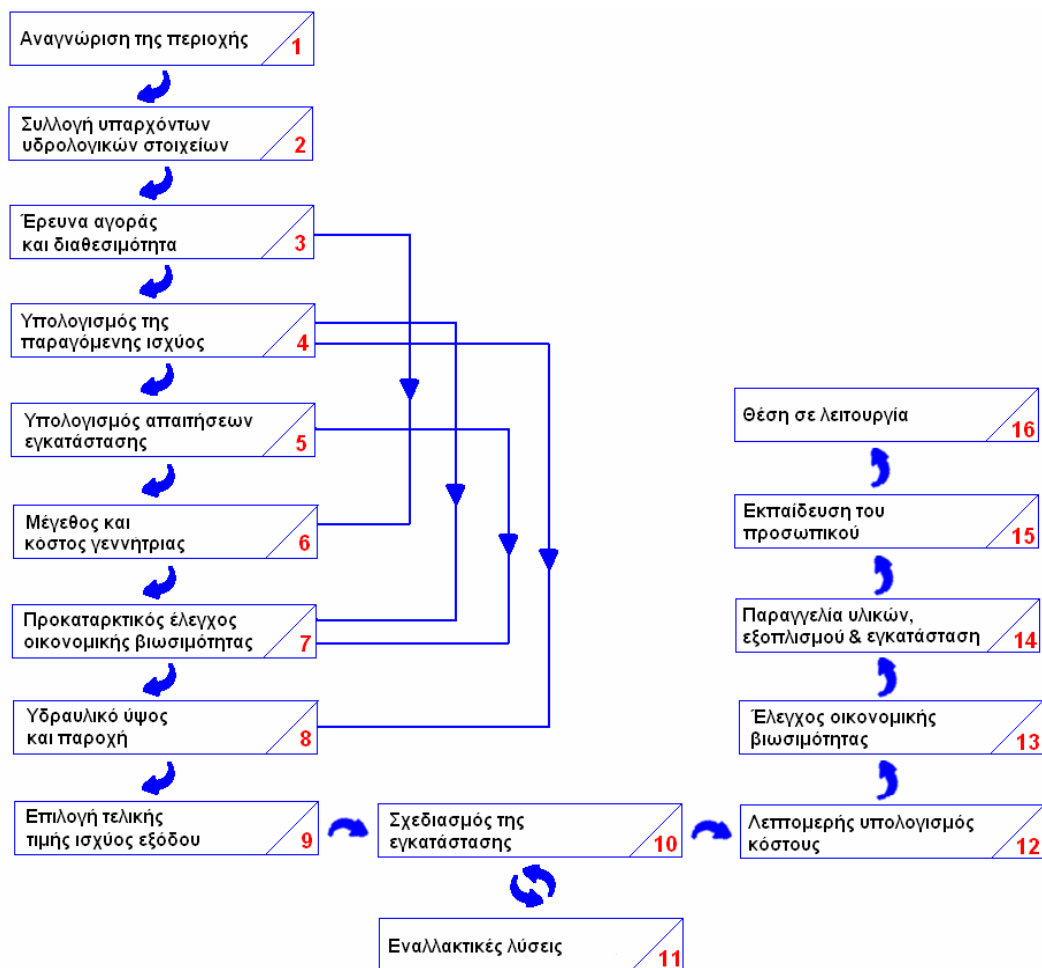 Αναγνώριση της περιοχής
1
Συλλογή υπαρχόντων
υδρολογικών στοιχείων
2
Έρευνα αγοράς
και διαθεσιμότητα
3
Υπολογισμός της
παραγόμενης ισχύος
4
Υπολογισμός απαιτήσεων
εγκατάστασης
5
Μέγεθος και
κόστος γεννήτριας
6
Προκαταρκτικός έλεγχος
οικονομικής βιωσιμότητας
7
Υδραυλικό ύψος
και παροχή
8
Επιλογή τελικής
τιμής ισχύος εξόδου
9
Σχεδιασμός της
εγκατάστασης
10
Εναλλακτικές λύσεις
11
Λεπτομερής υπολογισμός
κόστους
12
Έλεγχος οικονομικής
βιωσιμότητας
13
Παραγγελία υλικών,
εξοπλισμού & εγκατάσταση
14
Εκπαίδευση του
προσωπικού
15
Θέση σε λειτουργία
16